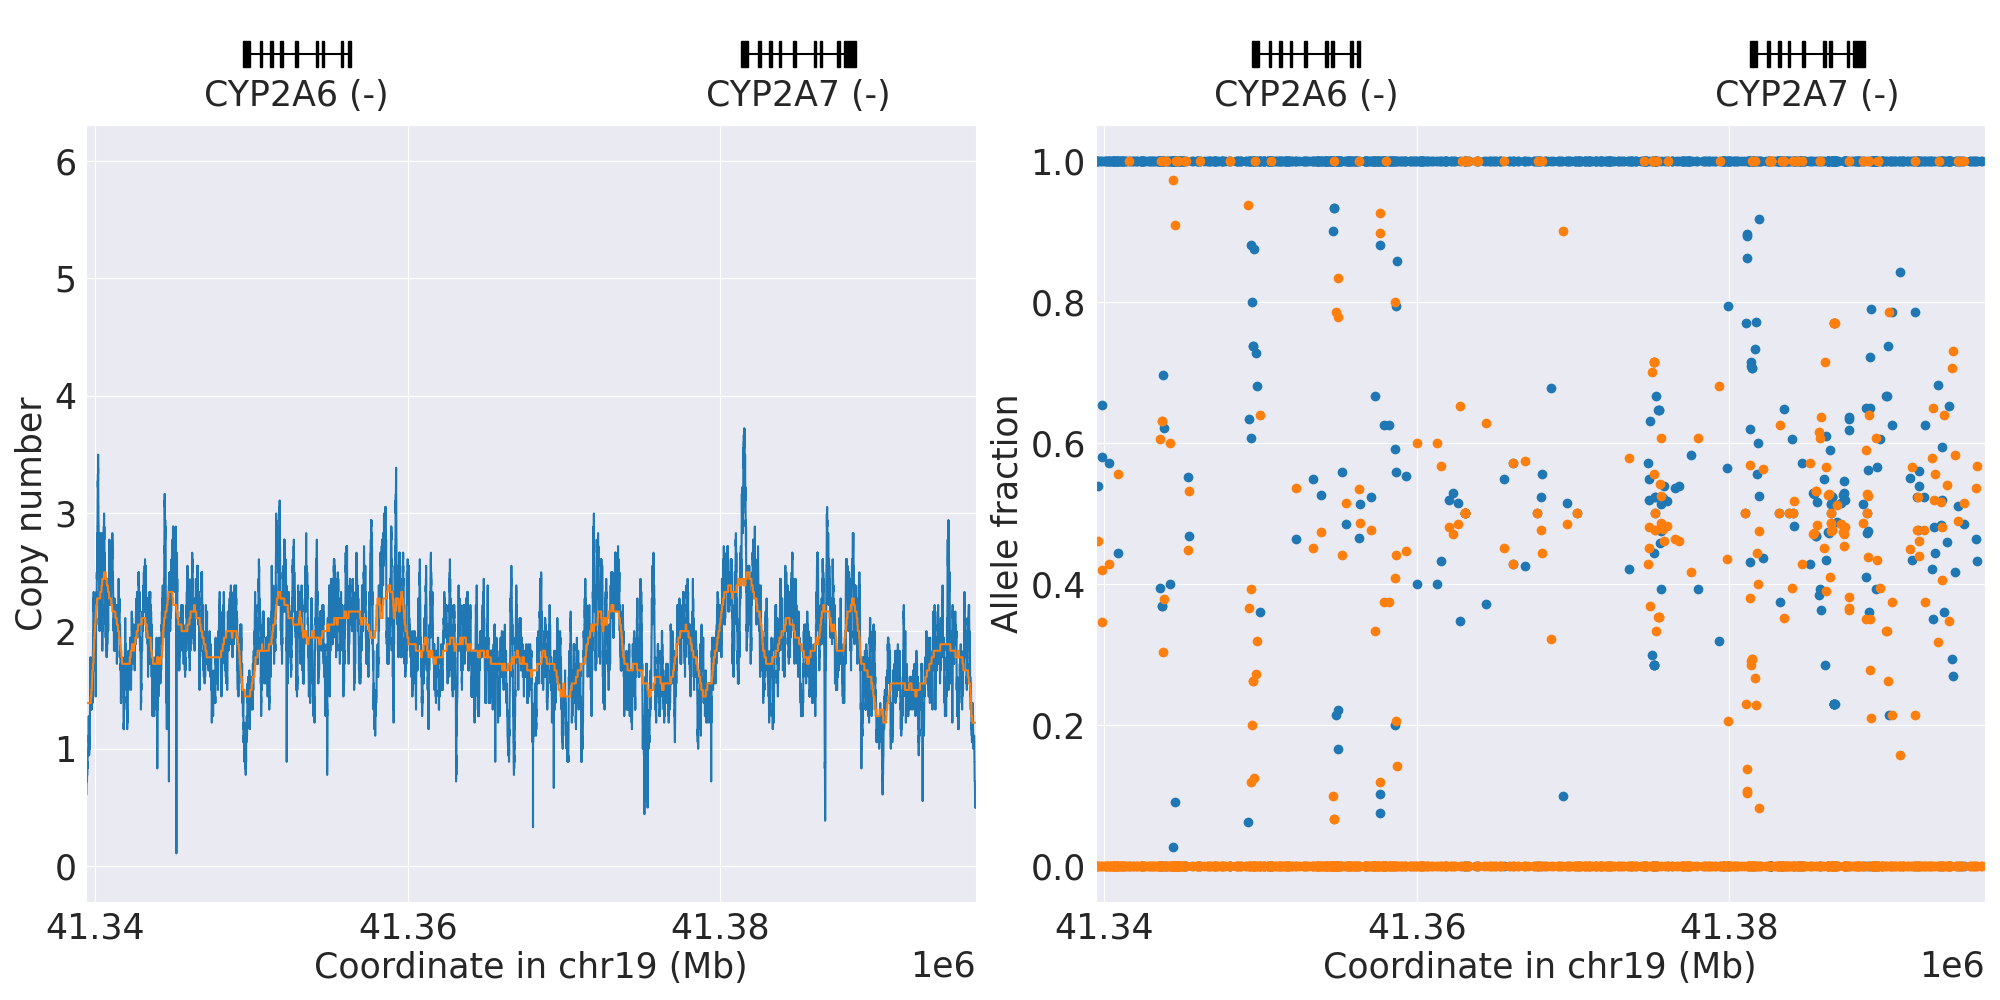 CYP2A6 (-)
CYP2A7 (-)
6
5
4
3
2
1
0
Copy number
41.34
41.36
41.38
Coordinate in chr19 (Mb)
1e6
CYP2A6 (-)
CYP2A7 (-)
1.0
0.8
0.6
0.4
0.2
0.0
Allele fraction
41.34
41.36
41.38
Coordinate in chr19 (Mb)
1e6